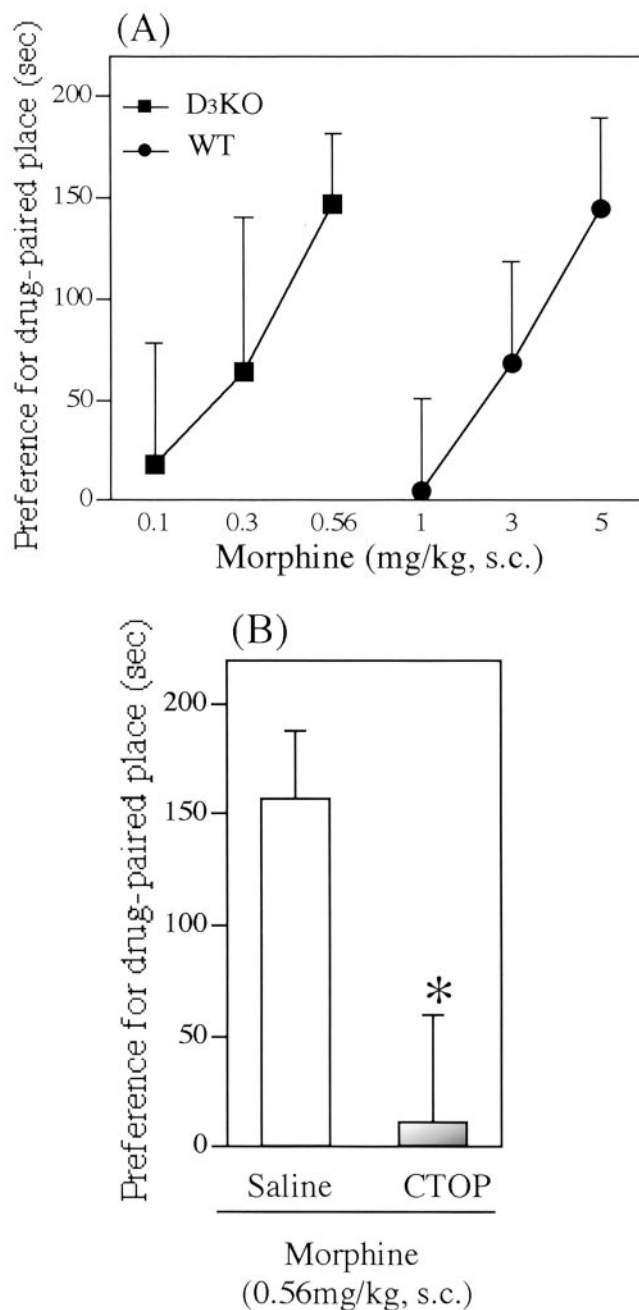 (A)
Preference for drug-paired place (sec)
200
150
100
50
0
D3KO
WT
0.1 0.3 0.56 1 3 5
Morphine (mg/kg, s.c.)
(B)
Preference for drug-paired place (sec)
200
150
100
50
0
*
Saline CTOP
Morphine
(0.56mg/kg, s.c.)